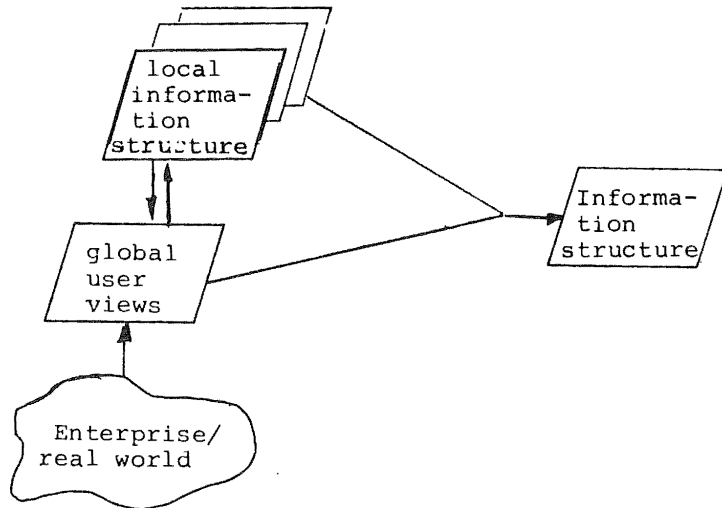 local
informa-
tion
structure
Informa-
tion
structure
global
user
views
Enterprise/
real world